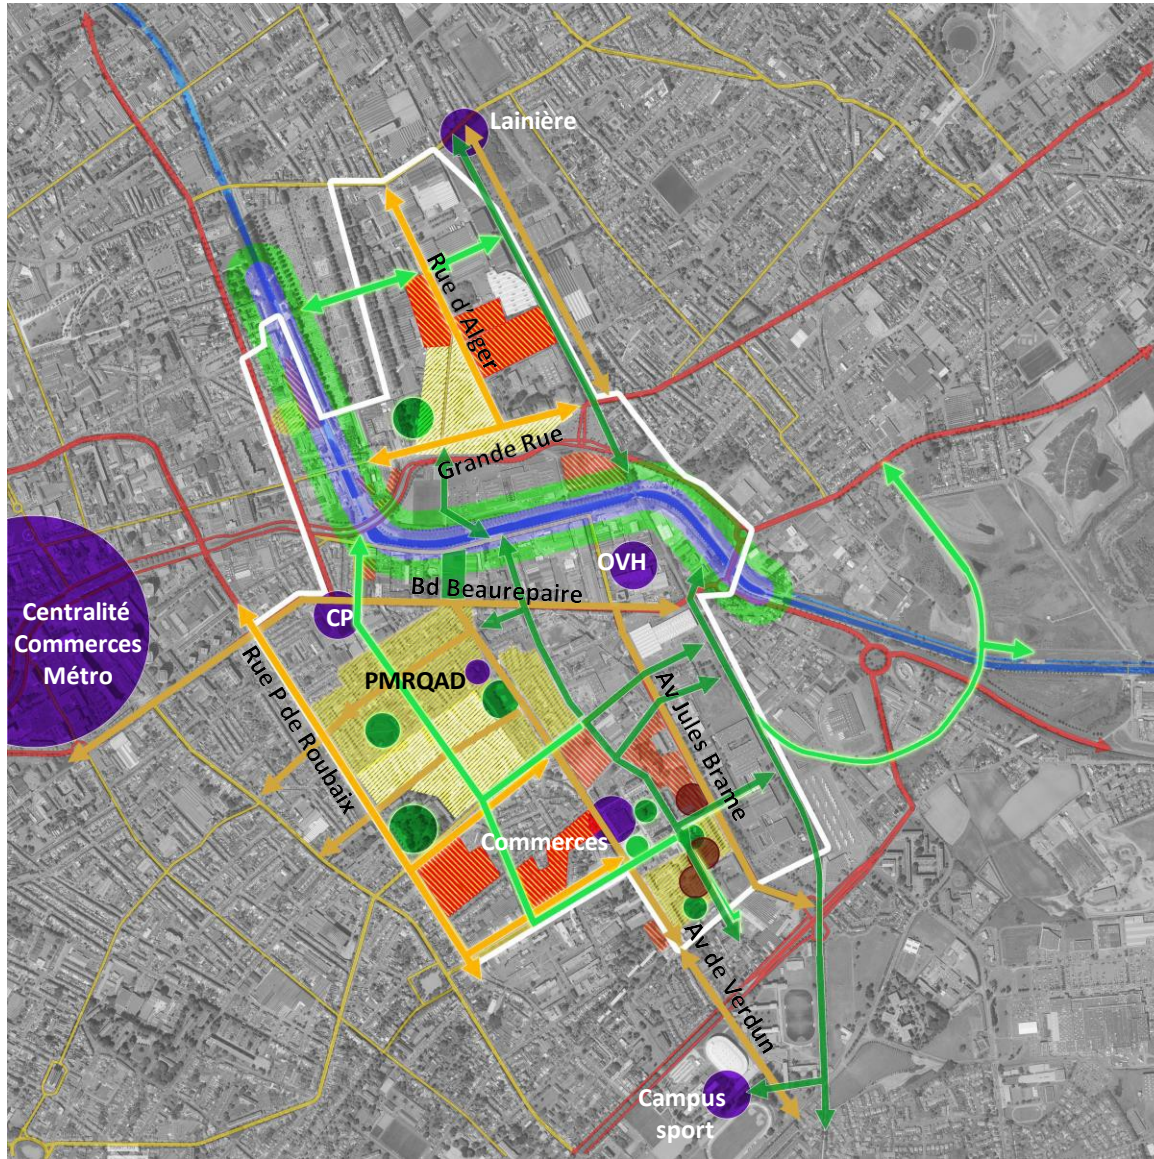 Lainière
Rue d'Alger
Grande Rue
OVH
Bd Beaurepaire
CP
Centralité
Commerces
Métro
PMRQAD
Rue P de Roubaix
Av Jules Brame
Commerces
Av de Verdun
Campus
sport